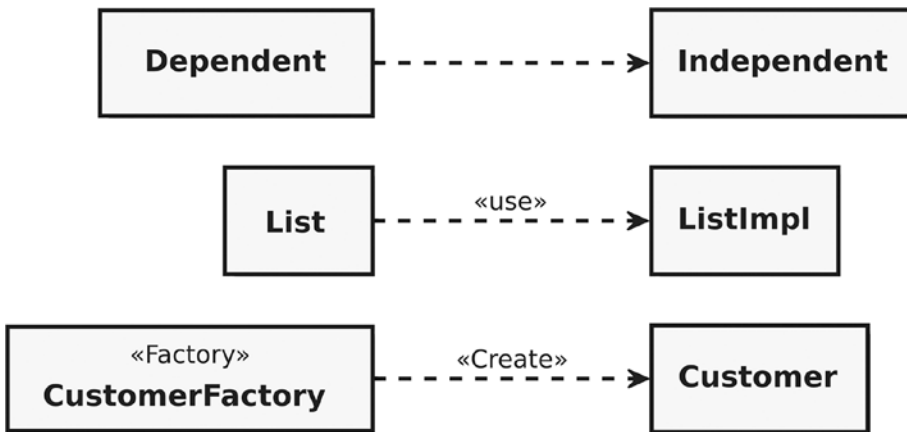 Dependent
Independent
List
«use»
ListImpl
«Factory»
CustomerFactory
«Create»
Customer